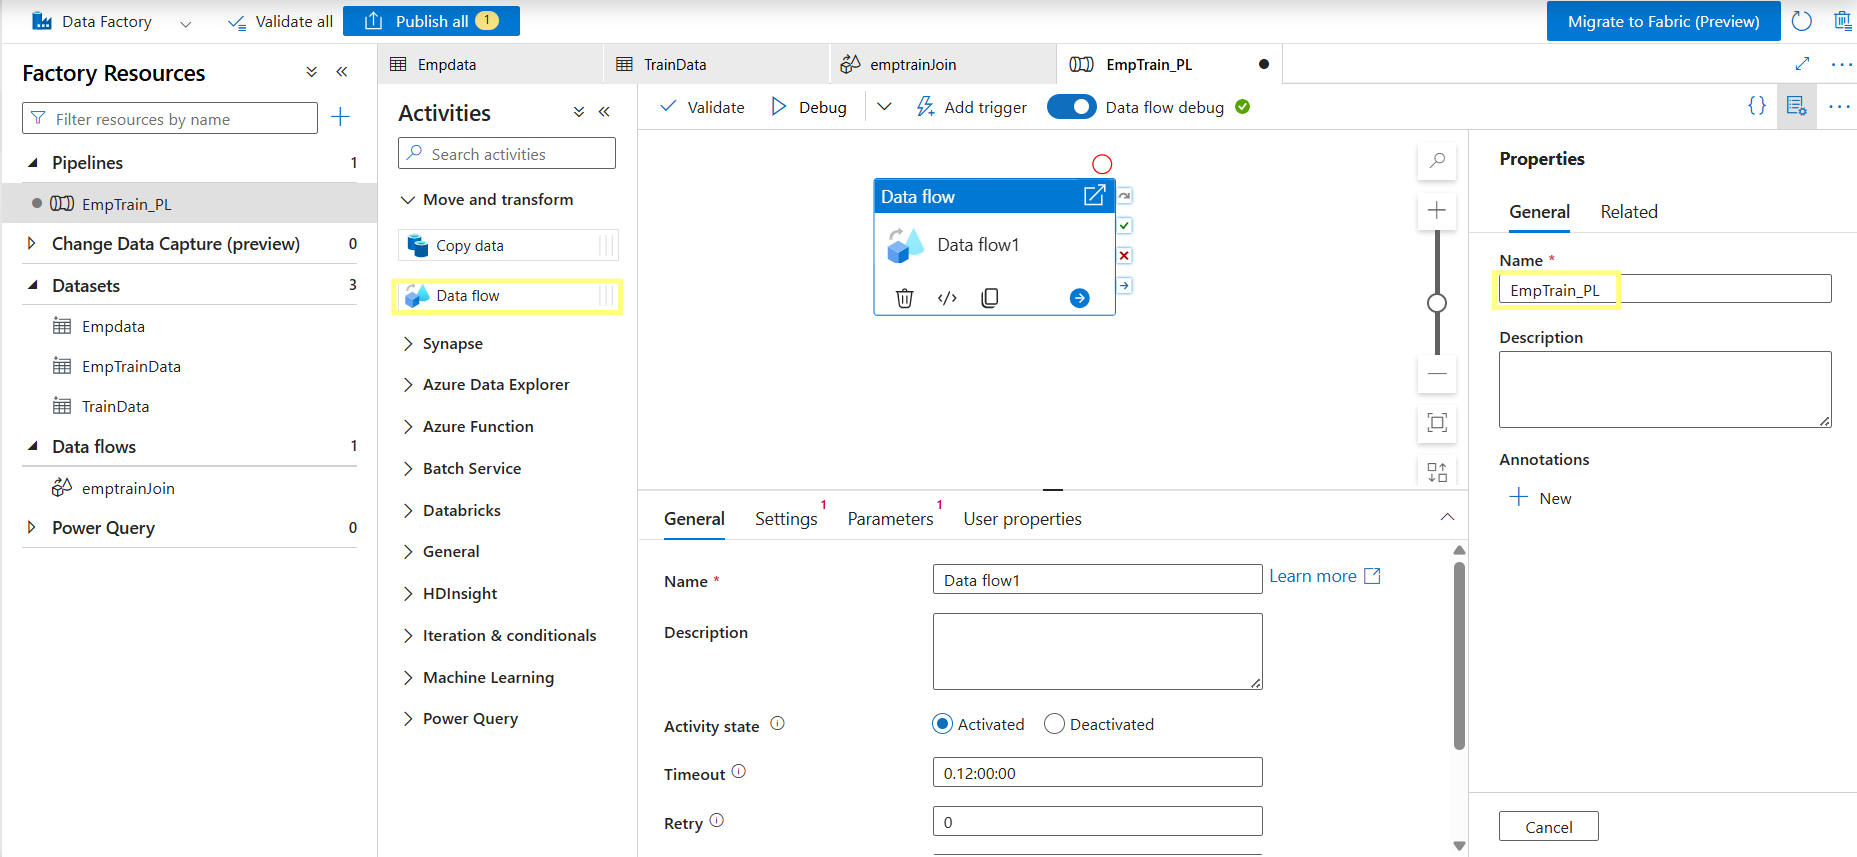 Data Factory
Validate all
Publish all 1
Migrate to Fabric (Preview)
Factory Resources
Filter resources by name
Pipelines 1
EmpTrain_PL
Change Data Capture (preview) 0
Datasets 3
Empdata
EmpTrainData
TrainData
Data flows 1
emptrainJoin
Power Query 0
Empdata
TrainData
emptrainJoin
EmpTrain_PL
Activities
Search activities
Move and transform
Copy data
Data flow
Synapse
Azure Data Explorer
Azure Function
Batch Service
Databricks
General
HDInsight
Iteration & conditionals
Machine Learning
Power Query
Validate
Debug
Add trigger
Data flow debug
{}
Data flow
Data flow1
</>
General
Settings 1
Parameters 1
User properties
Name *
Data flow1
Learn more
Description
Activity state
Activated
Deactivated
Timeout
0.12:00:00
Retry
0
Properties
General
Related
Name *
EmpTrain_PL
Description
Annotations
New
Cancel